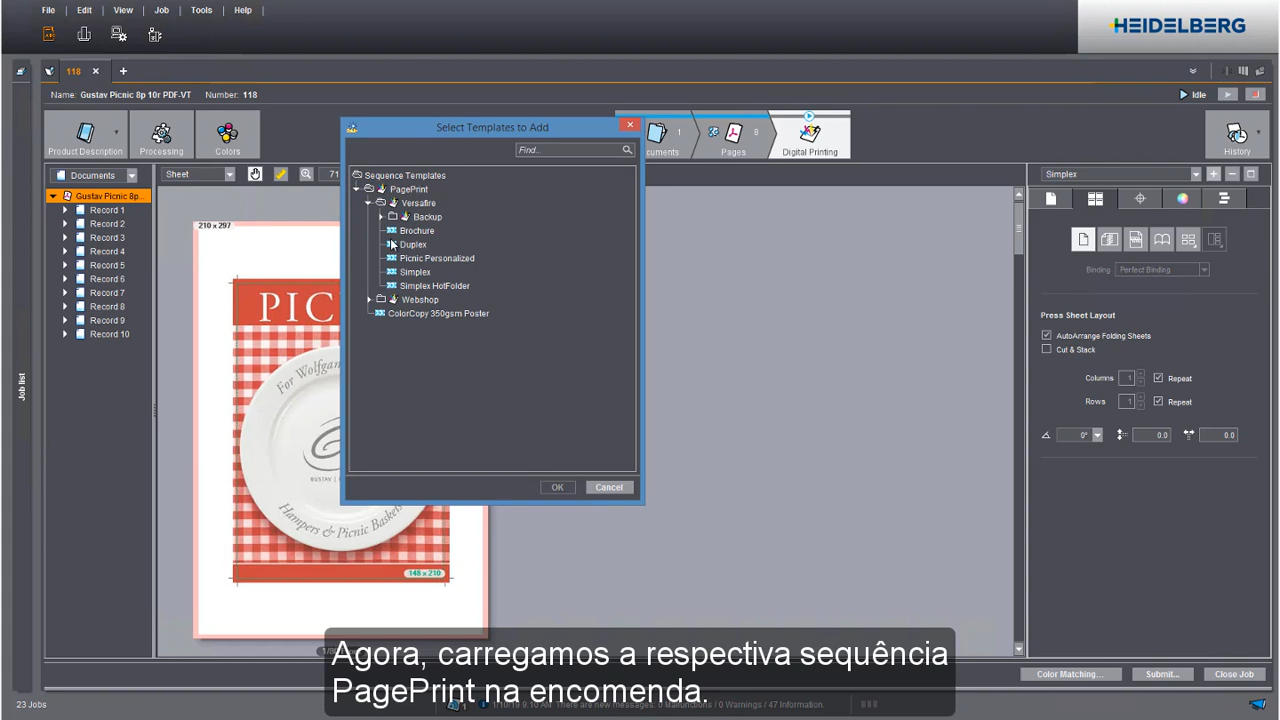 File Edit View Job Tools Help
HEIDELBERG
118
Name: Gustav Picnic 8p 10r PDF-VT Number: 118
Idle
Product Description
Processing
Colors
1
8
Pages
Digital Printing
History
Select Templates to Add
Find...
Sequence Templates
PagePrint
Versafire
Backup
Brochure
Duplex
Picnic Personalized
Simplex
Simplex HotFolder
Webshop
ColorCopy 350gsm Poster
OK Cancel
Documents
Gustav Picnic 8p...
Record 1
Record 2
Record 3
Record 4
Record 5
Record 6
Record 7
Record 8
Record 9
Record 10
Job list
Sheet
210 x 297
PIC
For Wolfgang
Hampers & Picnic Baskets
148 x 210
Simplex
Binding Perfect Binding
Press Sheet Layout
AutoArrange Folding Sheets
Cut & Stack
Columns 1 Repeat
Rows 1 Repeat
0° 0.0 0.0
Color Matching... Submit... Close Job
Agora, carregamos a respectiva sequência
PagePrint na encomenda.
23 Jobs